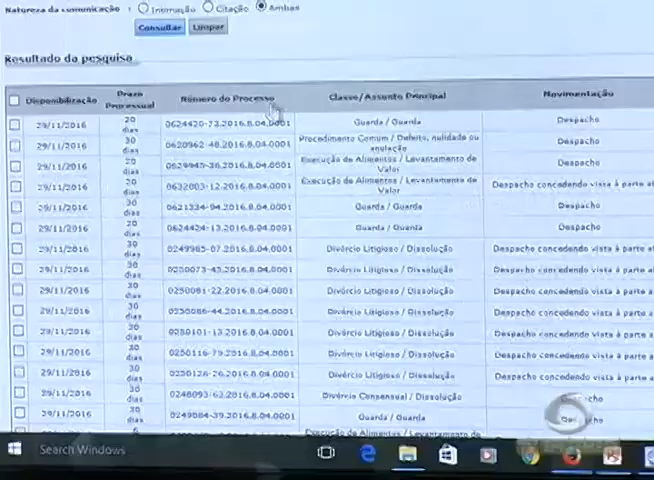 Natureza da comunicação : Intimação Citação Ambas
Consultar Limpar
Resultado da pesquisa
Disponibilização Prazo Processual Número do Processo Classe/Assunto Principal Movimentação
29/11/2016 20 dias 0624420-73.2016.8.04.0001 Guarda / Guarda Despacho
29/11/2016 30 dias 0620962-48.2016.8.04.0001 Procedimento Comum / Defeito, nulidade ou anulação Despacho
29/11/2016 20 dias 0629945-36.2016.8.04.0001 Execução de Alimentos / Levantamento de Valor Despacho
29/11/2016 20 dias 0632003-12.2016.8.04.0001 Execução de Alimentos / Levantamento de Valor Despacho concedendo vista à parte
29/11/2016 30 dias 0621334-94.2016.8.04.0001 Guarda / Guarda Despacho
29/11/2016 20 dias 0624424-13.2016.8.04.0001 Guarda / Guarda Despacho
29/11/2016 30 dias 0249985-07.2016.8.04.0001 Divórcio Litigioso / Dissolução Despacho concedendo vista à parte
29/11/2016 30 dias 0250073-45.2016.8.04.0001 Divórcio Litigioso / Dissolução Despacho concedendo vista à parte
29/11/2016 30 dias 0250081-22.2016.8.04.0001 Divórcio Litigioso / Dissolução Despacho concedendo vista à parte
29/11/2016 30 dias 0250086-44.2016.8.04.0001 Divórcio Litigioso / Dissolução Despacho concedendo vista à parte
29/11/2016 30 dias 0250101-13.2016.8.04.0001 Divórcio Litigioso / Dissolução Despacho concedendo vista à parte
29/11/2016 30 dias 0250116-79.2016.8.04.0001 Divórcio Litigioso / Dissolução Despacho concedendo vista à parte
29/11/2016 30 dias 0250126-26.2016.8.04.0001 Divórcio Litigioso / Dissolução Despacho concedendo vista à parte
29/11/2016 30 dias 0248093-63.2016.8.04.0001 Divórcio Consensual / Dissolução Despacho
29/11/2016 30 dias 0249084-39.2016.8.04.0001 Guarda / Guarda Despacho
Execução de Alimentos / Levantamento de
Search Windows